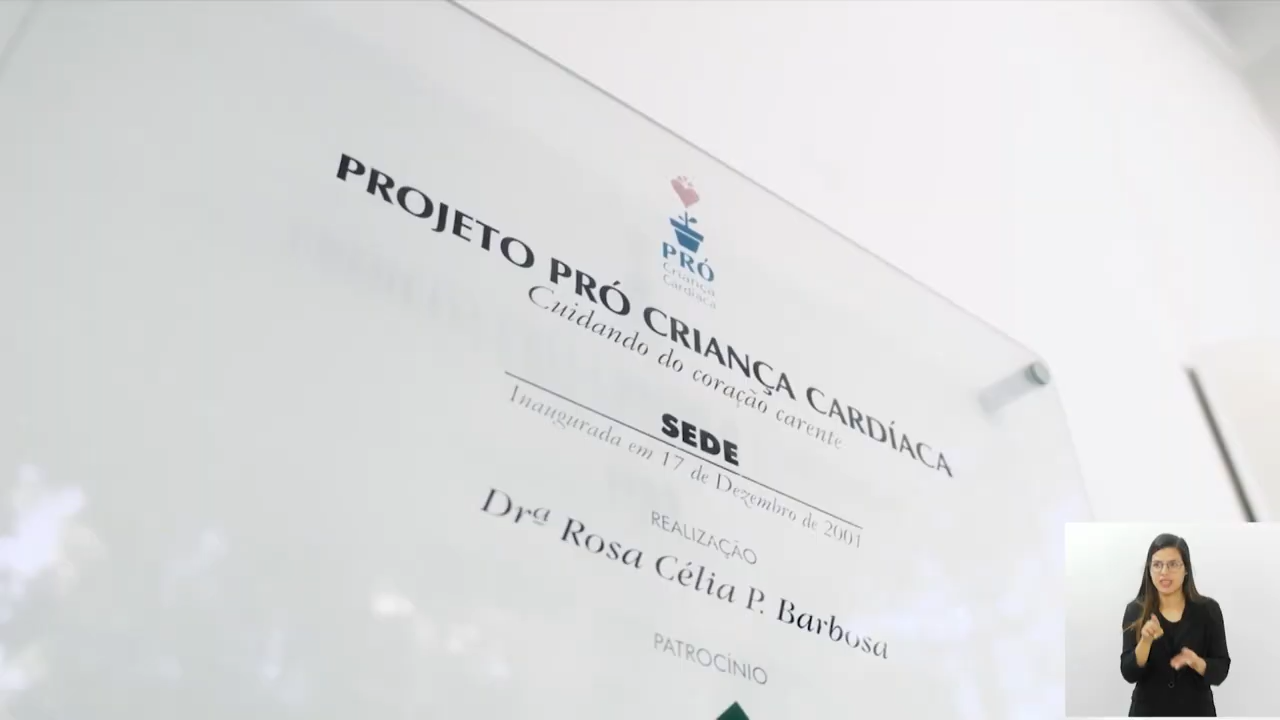 PRÓ
Criança
Cardíaca
PROJETO PRÓ CRIANÇA CARDÍACA
Cuidando do coração carente
SEDE
Inaugurada em 17 de Dezembro de 2001
REALIZAÇÃO
Drª Rosa Célia P. Barbosa
PATROCÍNIO